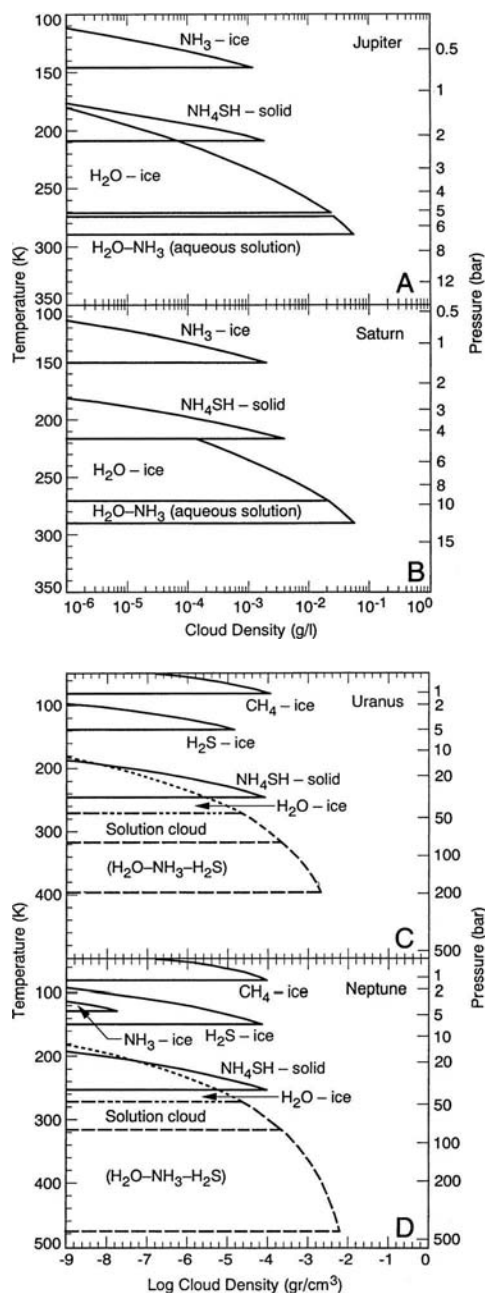 100
NH₃ – ice
Jupiter
0.5
150
1
NH₄SH – solid
200
2
H₂O – ice
3
250
4
5
6
300
H₂O–NH₃ (aqueous solution)
8
A
12
350
Temperature (K)
Pressure (bar)
0.5
100
NH₃ – ice
Saturn
1
150
2
NH₄SH – solid
3
200
4
H₂O – ice
6
250
8
10
H₂O–NH₃ (aqueous solution)
300
15
B
350
10⁻⁶ 10⁻⁵ 10⁻⁴ 10⁻³ 10⁻² 10⁻¹ 10⁰
Cloud Density (g/l)
Uranus
1
100
CH₄ – ice
2
H₂S – ice
5
10
200
NH₄SH – solid
20
H₂O – ice
300
Solution cloud
50
100
(H₂O–NH₃–H₂S)
400
200
C
500
Temperature (K)
Pressure (bar)
Neptune
1
100
CH₄ – ice
2
NH₃ – ice
H₂S – ice
5
10
200
NH₄SH – solid
20
H₂O – ice
50
300
Solution cloud
100
(H₂O–NH₃–H₂S)
400
200
D
500
500
-9 -8 -7 -6 -5 -4 -3 -2 -1 0
Log Cloud Density (gr/cm³)